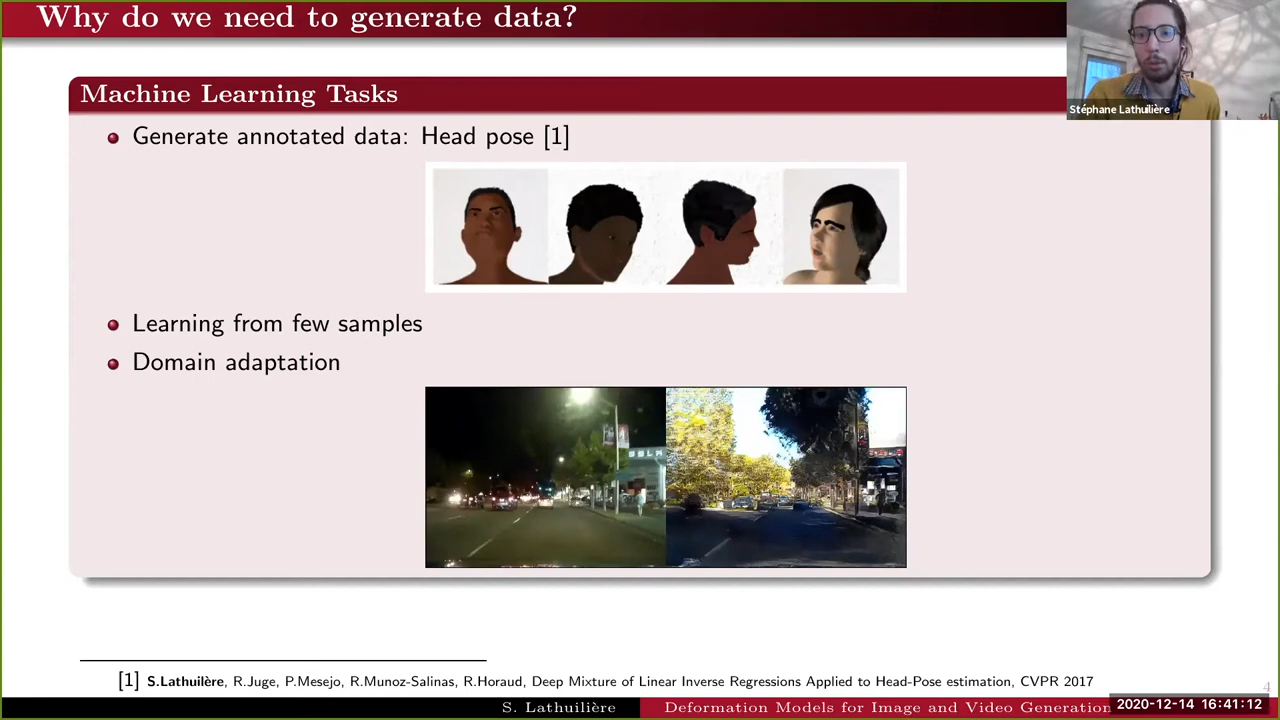 Why do we need to generate data?
Stéphane Lathuilière
Machine Learning Tasks
Generate annotated data: Head pose [1]
Learning from few samples
Domain adaptation
[1] S.Lathuilère, R.Juge, P.Mesejo, R.Munoz-Salinas, R.Horaud, Deep Mixture of Linear Inverse Regressions Applied to Head-Pose estimation, CVPR 2017
4
S. Lathuilière
Deformation Models for Image and Video Generation
2020-12-14 16:41:12